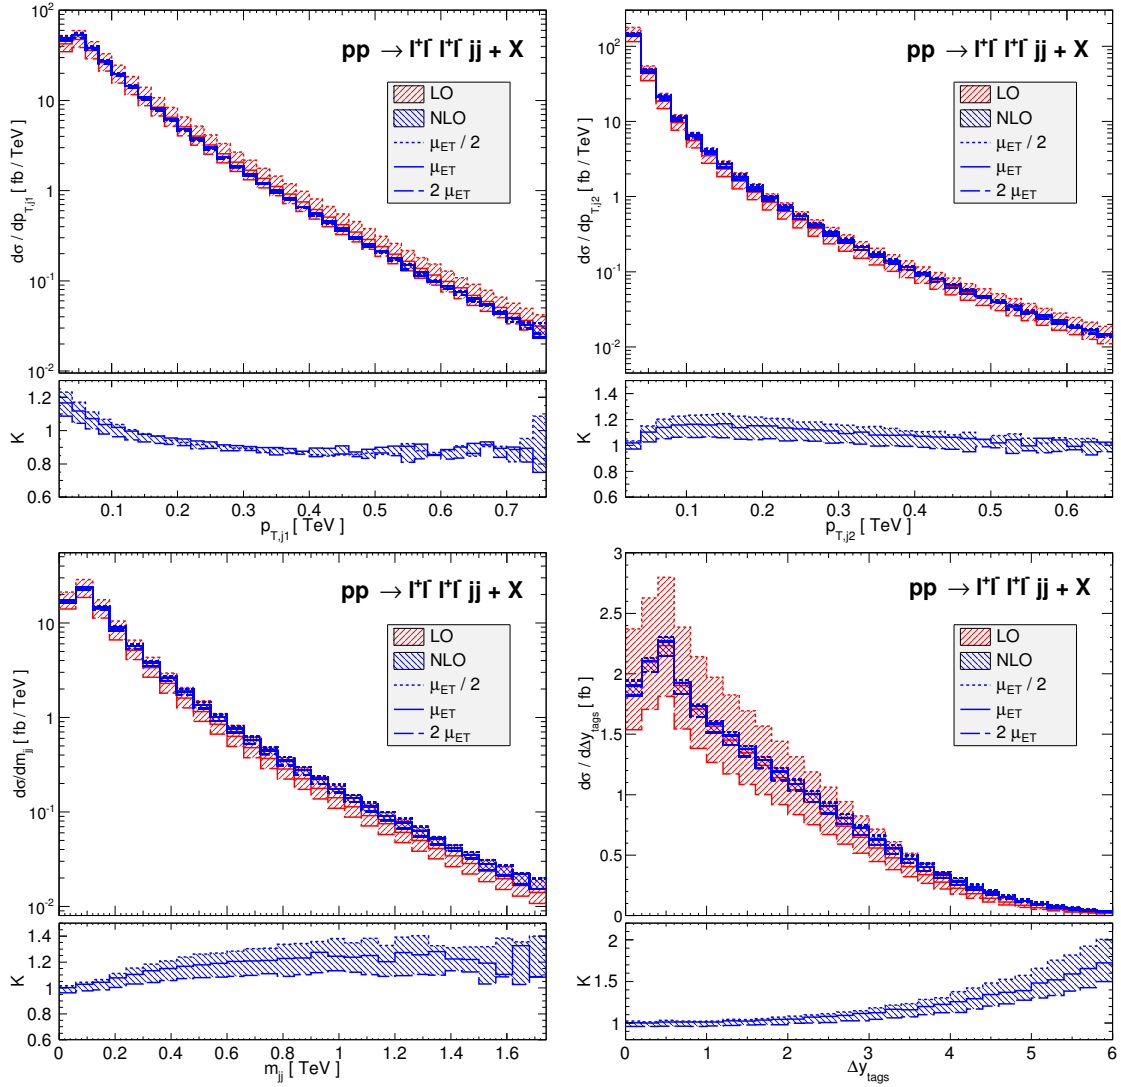 pp → l⁺l⁻ l⁺l⁻ jj + X
LO
NLO
μ_ET / 2
μ_ET
2 μ_ET
dσ / dp_T,j1 [ fb / TeV ]
10²
10
1
10⁻¹
10⁻²
K
1.2
1
0.8
0.6
0.1 0.2 0.3 0.4 0.5 0.6 0.7
p_T,j1 [ TeV ]
pp → l⁺l⁻ l⁺l⁻ jj + X
LO
NLO
μ_ET / 2
μ_ET
2 μ_ET
dσ / dp_T,j2 [ fb / TeV ]
10²
10
1
10⁻¹
10⁻²
K
1.4
1.2
1
0.8
0.6
0.1 0.2 0.3 0.4 0.5 0.6
p_T,j2 [ TeV ]
pp → l⁺l⁻ l⁺l⁻ jj + X
LO
NLO
μ_ET / 2
μ_ET
2 μ_ET
dσ/dm_jj [ fb / TeV ]
10
1
10⁻¹
10⁻²
K
1.4
1.2
1
0.8
0.6
0 0.2 0.4 0.6 0.8 1 1.2 1.4 1.6
m_jj [ TeV ]
pp → l⁺l⁻ l⁺l⁻ jj + X
LO
NLO
μ_ET / 2
μ_ET
2 μ_ET
dσ / dΔy_tags [ fb ]
3
2.5
2
1.5
1
0.5
0
K
2
1.5
1
0 1 2 3 4 5 6
Δy_tags